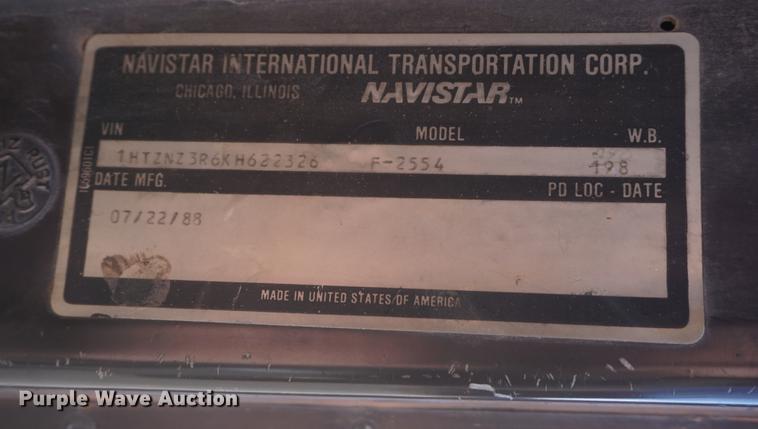 NAVISTAR INTERNATIONAL TRANSPORTATION CORP.
CHICAGO, ILLINOIS NAVISTAR™
VIN MODEL W.B.
1HTZNZ3R6KH622326 F-2554 198
DATE MFG. PD LOC - DATE
07/22/88
MADE IN UNITED STATES OF AMERICA
Purple Wave Auction